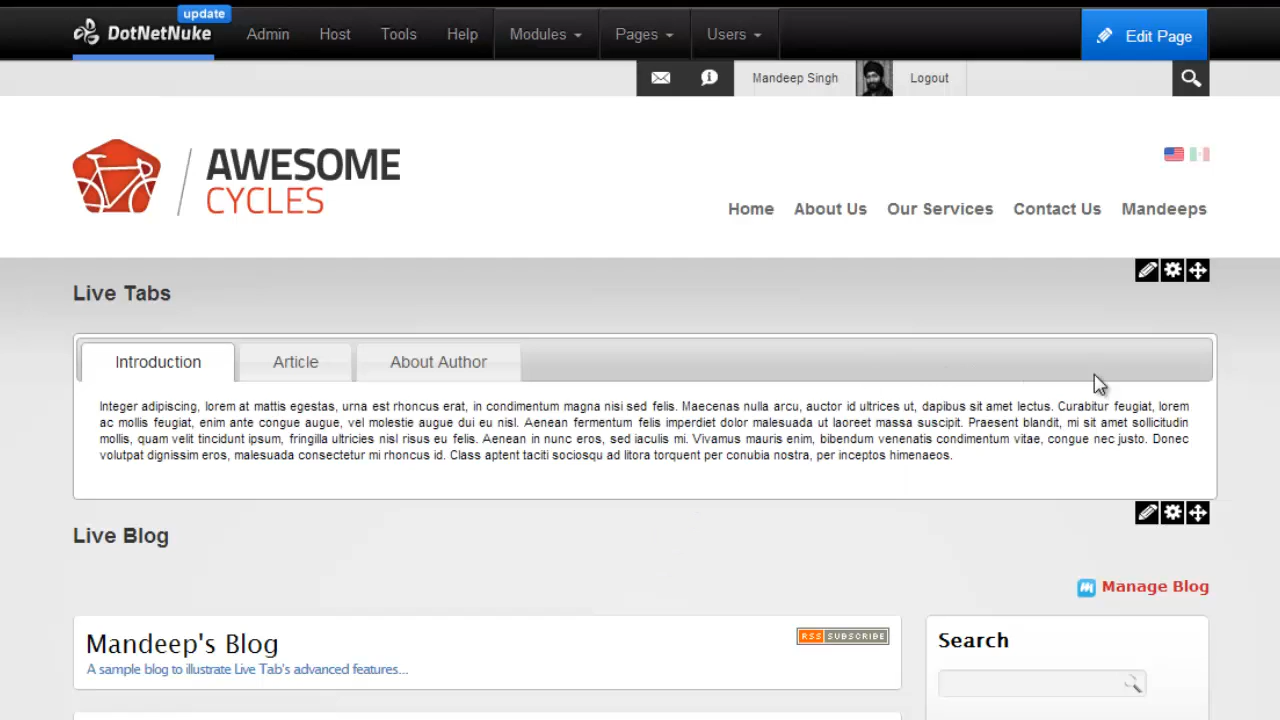 update
DotNetNuke Admin Host Tools Help Modules Pages Users Edit Page
Mandeep Singh Logout
AWESOME
CYCLES
Home About Us Our Services Contact Us Mandeeps
Live Tabs
Introduction Article About Author
Integer adipiscing, lorem at mattis egestas, urna est rhoncus erat, in condimentum magna nisi sed felis. Maecenas nulla arcu, auctor id ultrices ut, dapibus sit amet lectus. Curabitur feugiat, lorem
ac mollis feugiat, enim ante congue augue, vel molestie augue dui eu nisl. Aenean fermentum felis imperdiet dolor malesuada ut laoreet massa suscipit. Praesent blandit, mi sit amet sollicitudin
mollis, quam velit tincidunt ipsum, fringilla ultricies nisl risus eu felis. Aenean in nunc eros, sed iaculis mi. Vivamus mauris enim, bibendum venenatis condimentum vitae, congue nec justo. Donec
volutpat dignissim eros, malesuada consectetur mi rhoncus id. Class aptent taciti sociosqu ad litora torquent per conubia nostra, per inceptos himenaeos.
Live Blog
Manage Blog
Mandeep's Blog
RSS SUBSCRIBE
Search
A sample blog to illustrate Live Tab's advanced features...